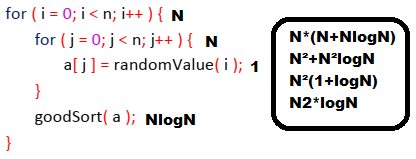 for ( i = 0; i < n; i++ ) { N
for ( j = 0; j < n; j++ ) { N
a[ j ] = randomValue( i ); 1
}
goodSort( a ); NlogN
}
N*(N+NlogN)
N²+N²logN
N²(1+logN)
N2*logN